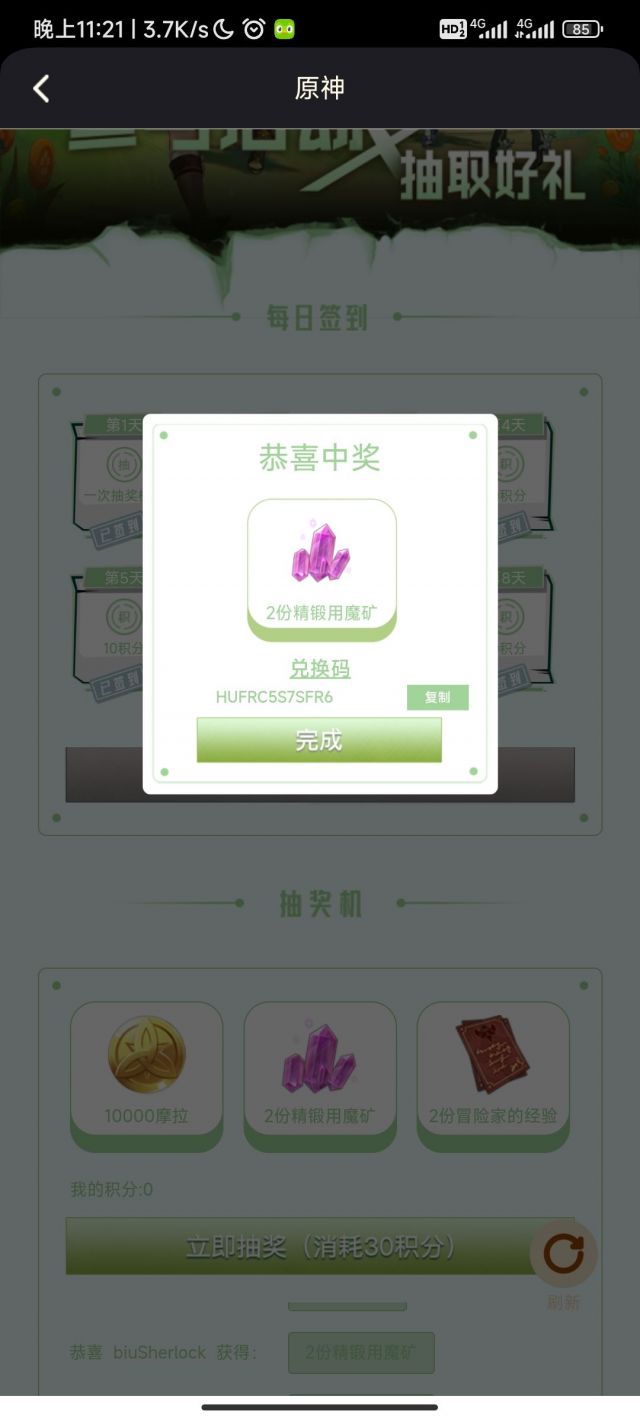 晚上11:21 | 3.7K/s
HD 4G 4G 85
原神
抽取好礼
每日签到
第1天
4天
一次抽奖
积分
已签到
签到
恭喜中奖
2份精锻用魔矿
兑换码
HUFRC5S7SFR6
复制
完成
第5天
8天
10积分
积分
已签到
签到
抽奖机
10000摩拉
2份精锻用魔矿
2份冒险家的经验
我的积分:0
立即抽奖（消耗30积分）
刷新
恭喜 biuSherlock 获得:
2份精锻用魔矿